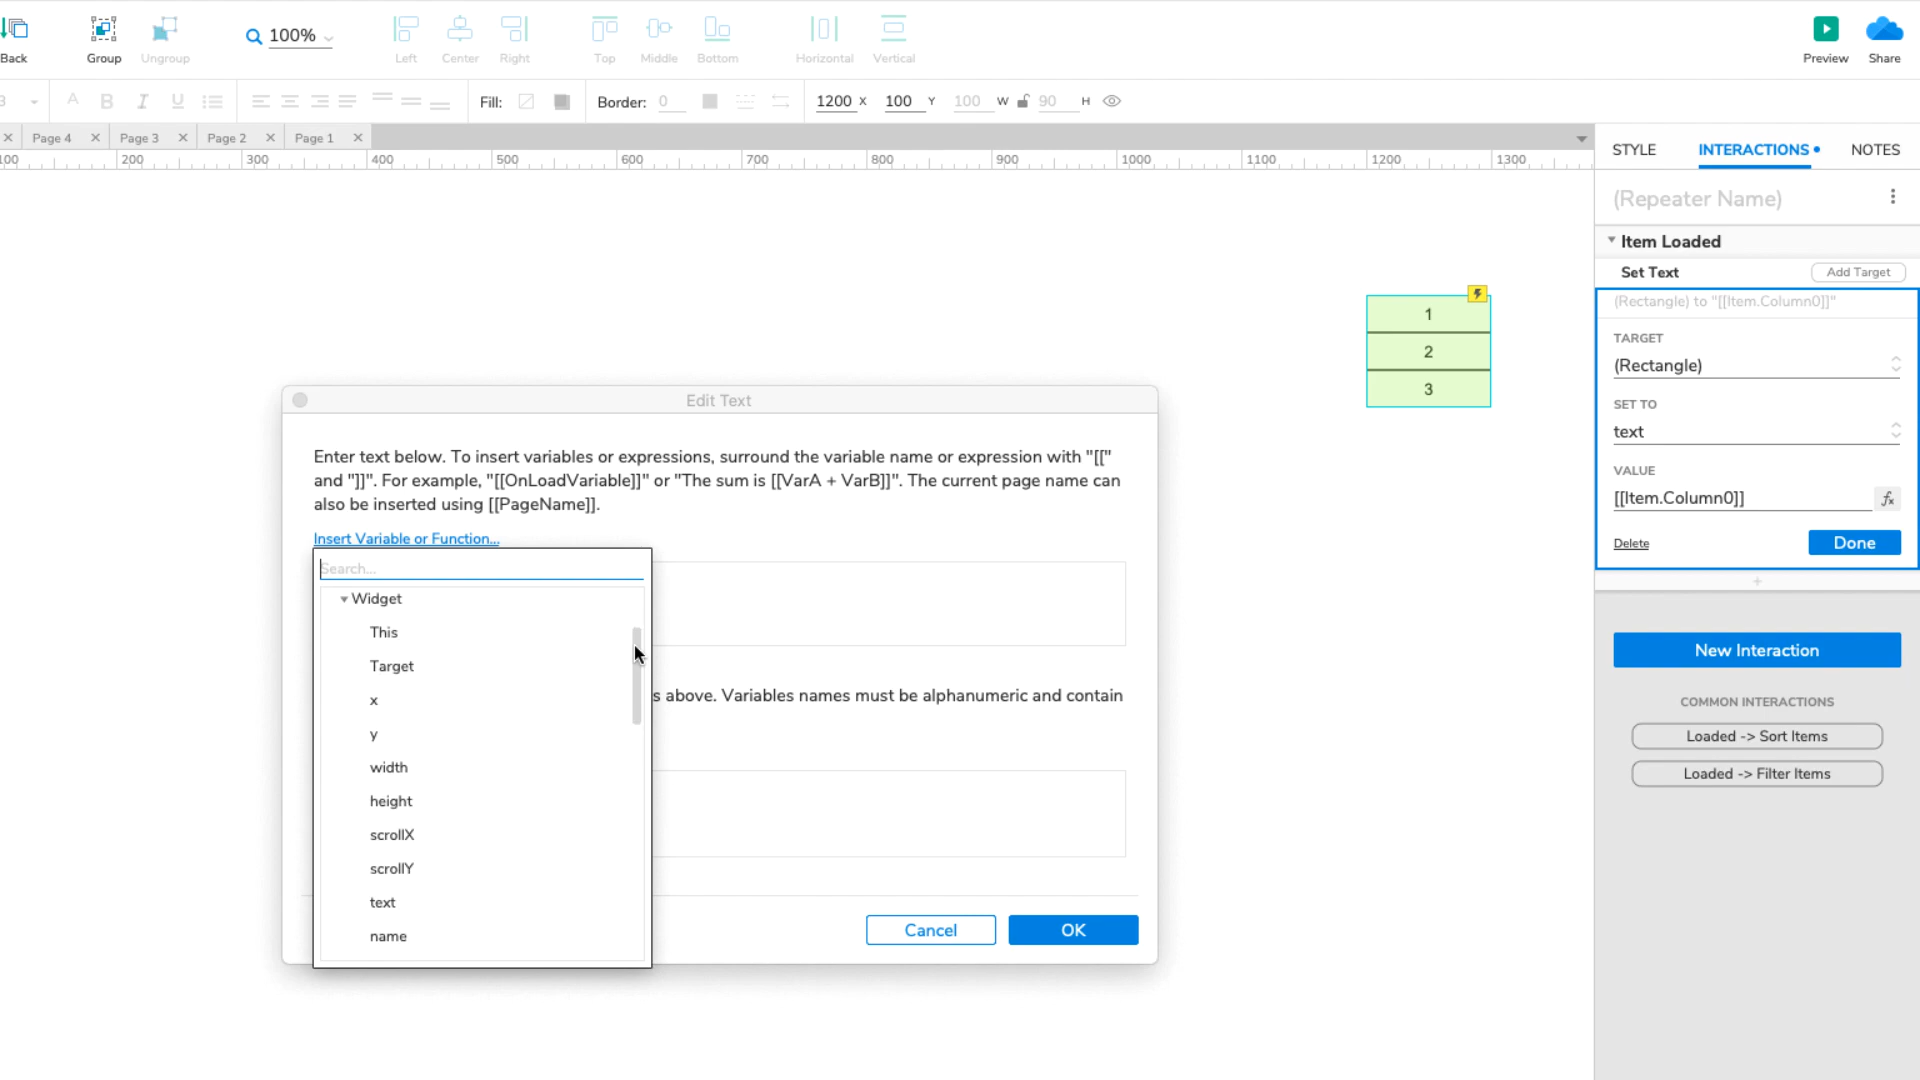 Back
Group
Ungroup
100%
Left
Center
Right
Top
Middle
Bottom
Horizontal
Vertical
Preview
Share
3
A B I U
Fill:
Border: 0
1200 X 100 Y 100 W 90 H
Page 4
Page 3
Page 2
Page 1
100 200 300 400 500 600 700 800 900 1000 1100 1200 1300
STYLE
INTERACTIONS
NOTES
(Repeater Name)
Item Loaded
Set Text
Add Target
(Rectangle) to "[[Item.Column0]]"
TARGET
(Rectangle)
SET TO
text
VALUE
[[Item.Column0]]
fx
Delete
Done
+
New Interaction
COMMON INTERACTIONS
Loaded -> Sort Items
Loaded -> Filter Items
1
2
3
Edit Text
Enter text below. To insert variables or expressions, surround the variable name or expression with "[["
and "]]". For example, "[[OnLoadVariable]]" or "The sum is [[VarA + VarB]]". The current page name can
also be inserted using [[PageName]].
Insert Variable or Function...
Search...
Widget
This
Target
x
y
width
height
scrollX
scrollY
text
name
s above. Variables names must be alphanumeric and contain
Cancel
OK